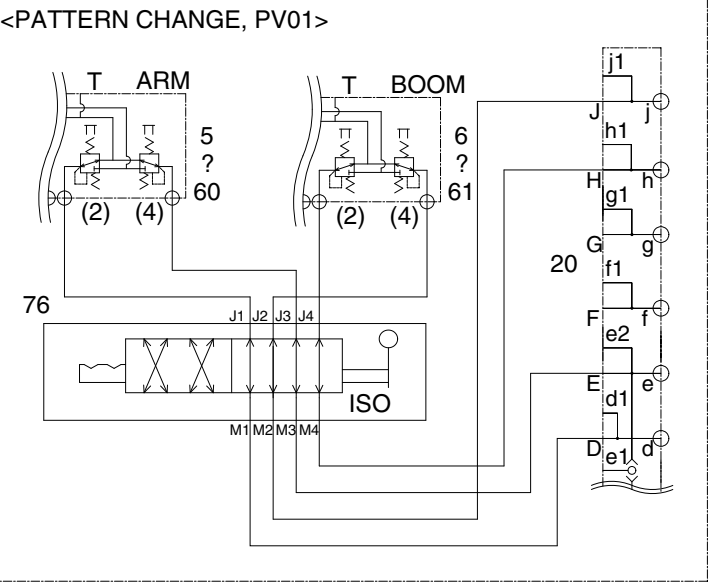 <PATTERN CHANGE, PV01>
T ARM
5
?
60
(2) (4)
T BOOM
6
?
61
(2) (4)
76
J1 J2 J3 J4
ISO
M1 M2 M3 M4
20
j1
J j
h1
H h
g1
G g
f1
F f
e2
E e
d1
D d
e1